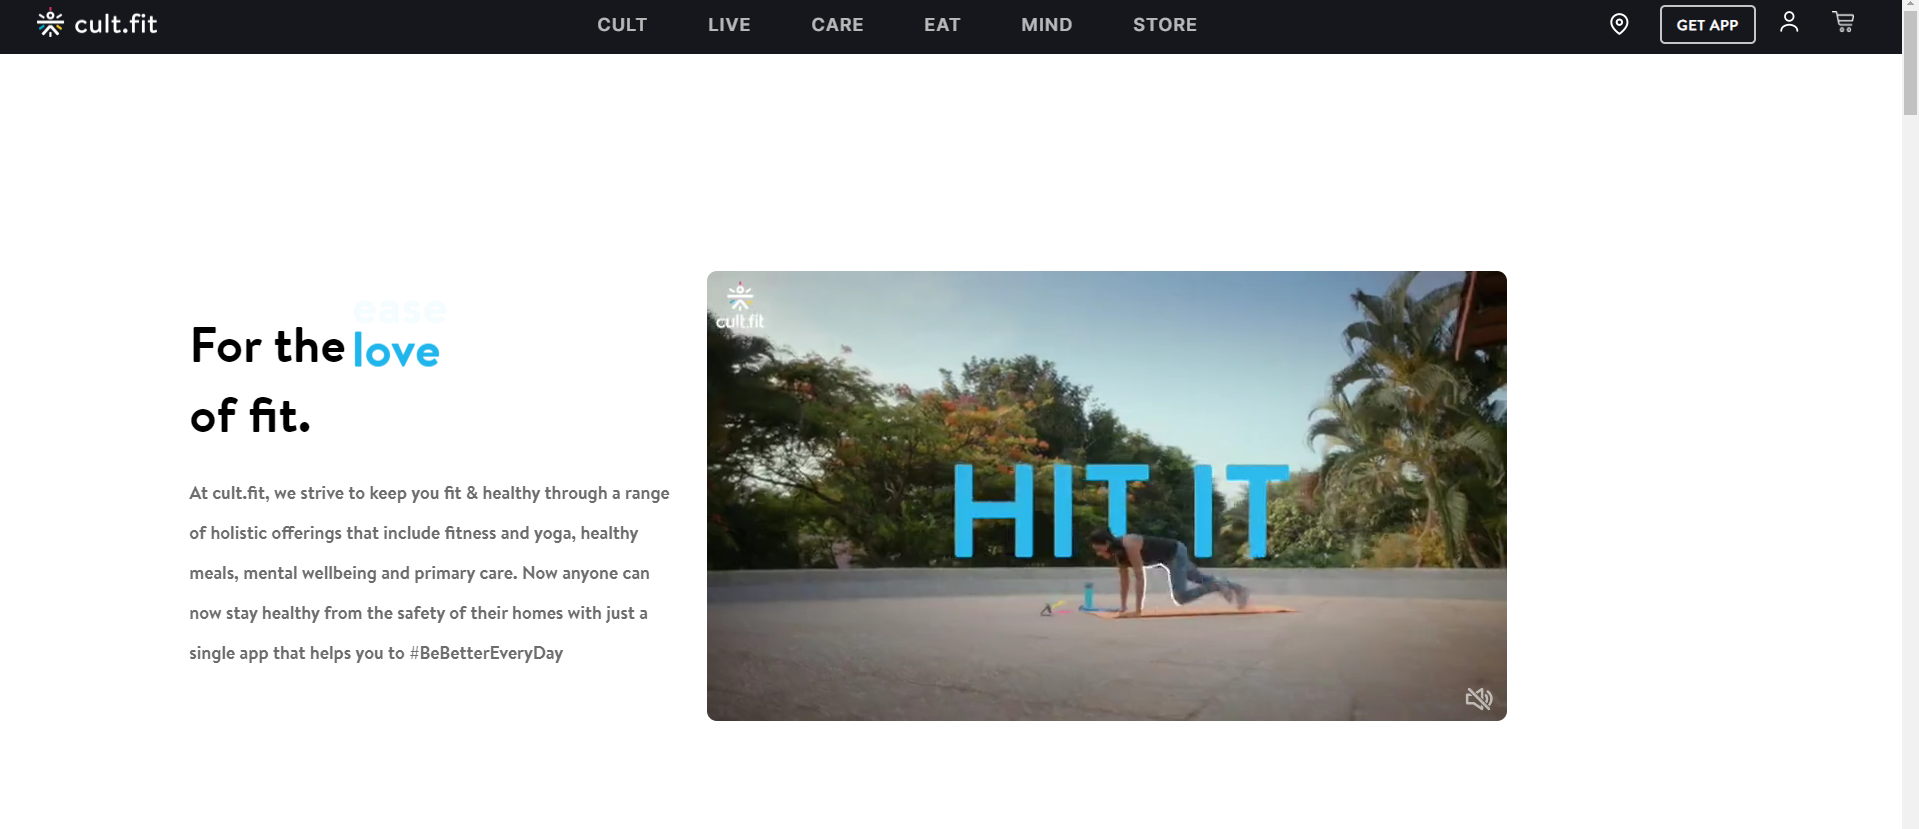 cult.fit
CULT
LIVE
CARE
EAT
MIND
STORE
GET APP
ease
For the love
of fit.
At cult.fit, we strive to keep you fit & healthy through a range
of holistic offerings that include fitness and yoga, healthy
meals, mental wellbeing and primary care. Now anyone can
now stay healthy from the safety of their homes with just a
single app that helps you to #BeBetterEveryDay
cult.fit
HIT IT